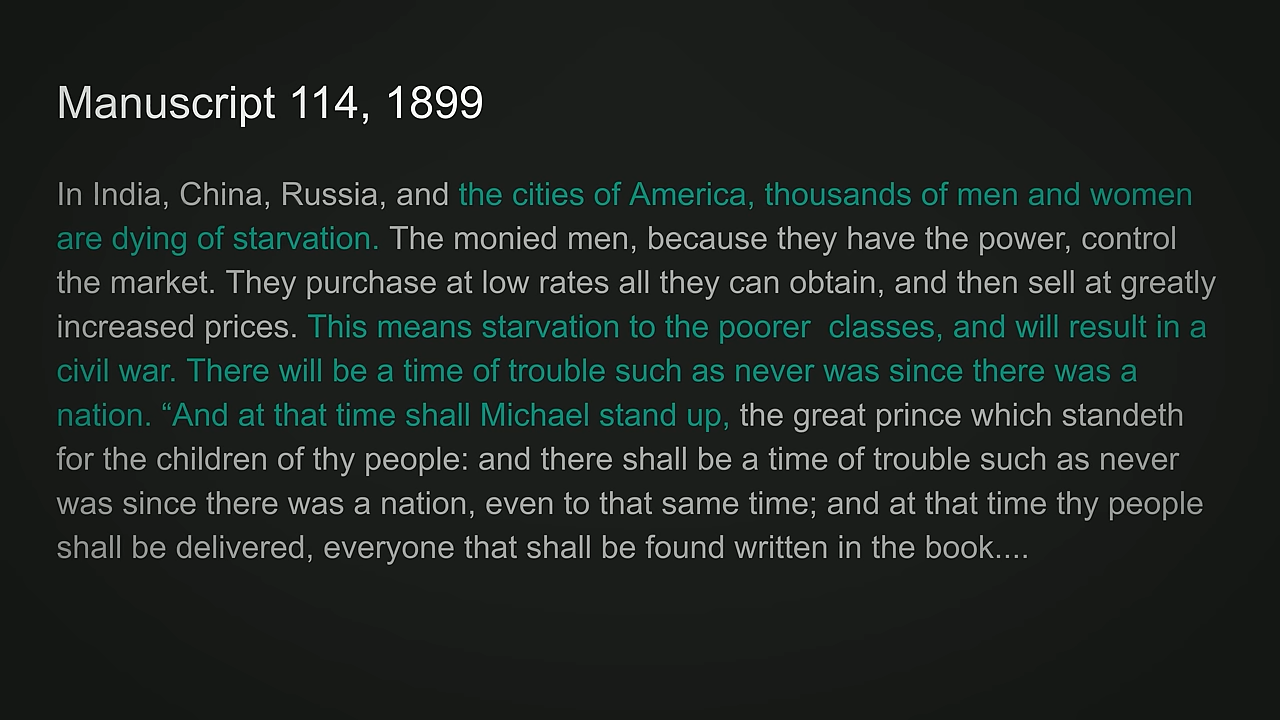 Manuscript 114, 1899
In India, China, Russia, and the cities of America, thousands of men and women
are dying of starvation. The monied men, because they have the power, control
the market. They purchase at low rates all they can obtain, and then sell at greatly
increased prices. This means starvation to the poorer  classes, and will result in a
civil war. There will be a time of trouble such as never was since there was a
nation. “And at that time shall Michael stand up, the great prince which standeth
for the children of thy people: and there shall be a time of trouble such as never
was since there was a nation, even to that same time; and at that time thy people
shall be delivered, everyone that shall be found written in the book....